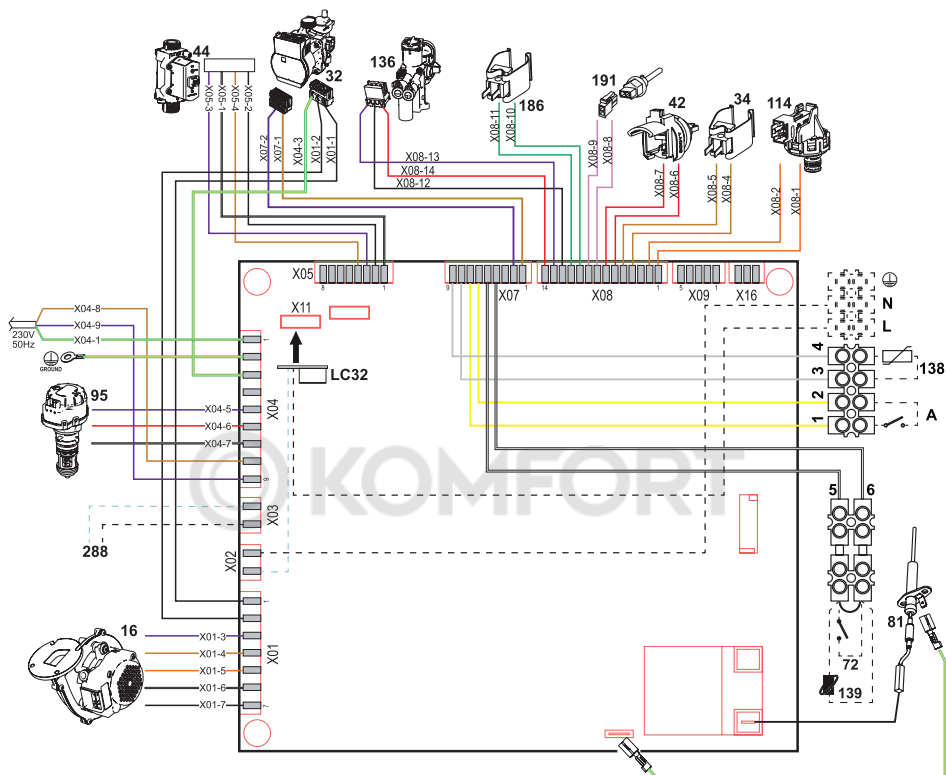 44
32
136
186
191
42
34
114
X05-3
X05-1
X05-4
X05-2
X07-2
X07-1
X04-3
X01-2
X01-1
X08-13
X08-14
X08-12
X08-11
X08-10
X08-9
X08-8
X08-7
X08-6
X08-5
X08-4
X08-2
X08-1
X05
8
1
9
X07
1
14
X08
1
5
X09
1
X16
X11
LC32
N
L
4
3
2
1
138
A
X04-8
X04-9
X04-1
230V
50Hz
GROUND
95
X04-5
X04-6
X04-7
1
X04
9
X03
288
X02
© KOMFORT
5
6
16
X01-3
X01-4
X01-5
X01-6
X01-7
1
X01
7
72
139
81